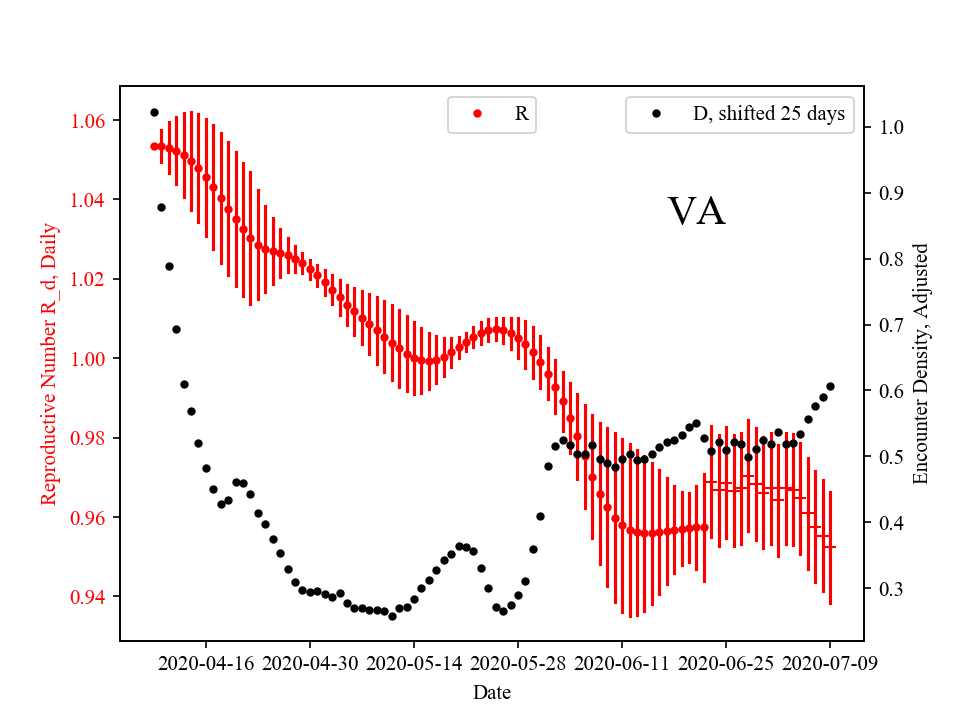 R
D, shifted 25 days
VA
Reproductive Number R_d, Daily
1.06
1.04
1.02
1.00
0.98
0.96
0.94
1.0
0.9
0.8
0.7
0.6
0.5
0.4
0.3
Encounter Density, Adjusted
2020-04-16 2020-04-30 2020-05-14 2020-05-28 2020-06-11 2020-06-25 2020-07-09
Date